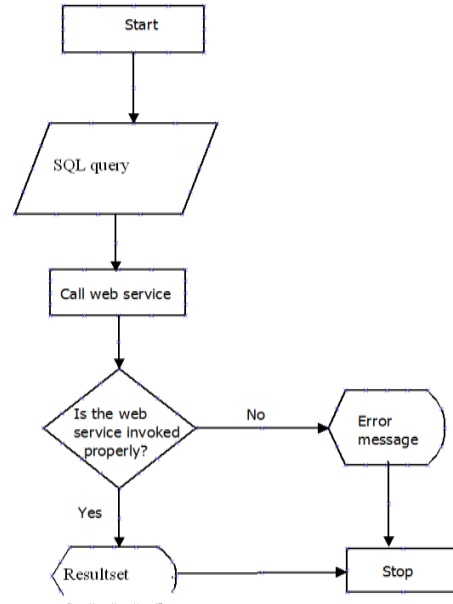 Start
SQL query
Call web service
Is the web
service invoked
properly?
No
Error
message
Yes
Resultset
Stop